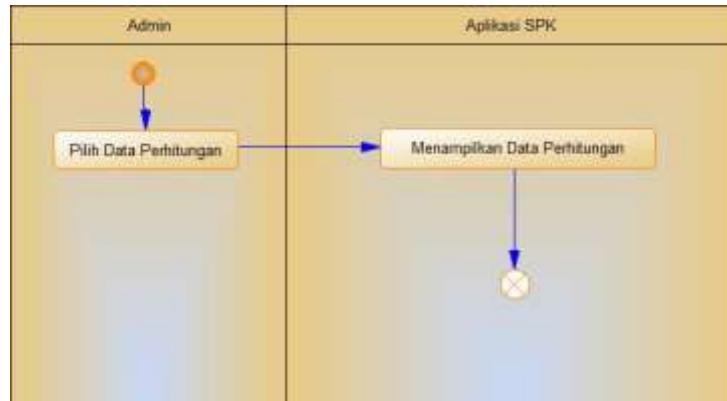 Admin
Aplikasi SPK
Pilih Data Perhitungan
Menampilkan Data Perhitungan